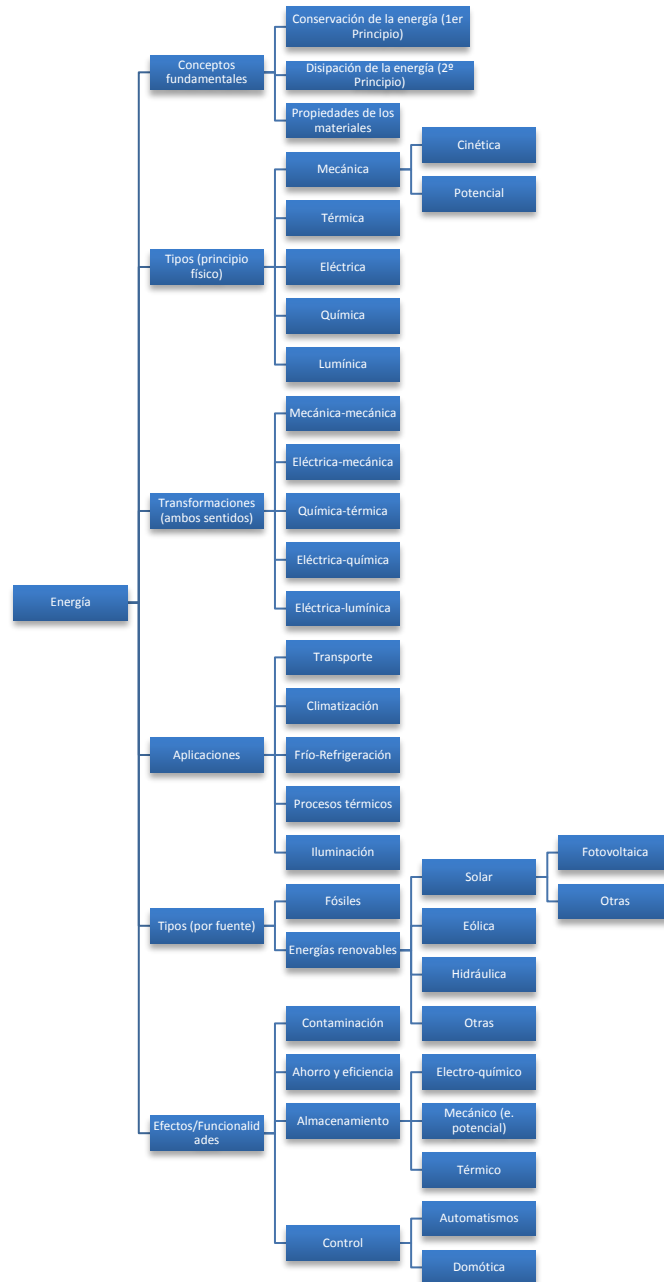 Conservación de la energía (1er
Principio)
Conceptos
fundamentales
Disipación de la energía (2º
Principio)
Propiedades de los
materiales
Mecánica
Cinética
Potencial
Térmica
Tipos (principio
físico)
Eléctrica
Química
Lumínica
Mecánica-mecánica
Eléctrica-mecánica
Transformaciones
(ambos sentidos)
Química-térmica
Eléctrica-química
Eléctrica-lumínica
Energía
Transporte
Climatización
Aplicaciones
Frío-Refrigeración
Procesos térmicos
Iluminación
Tipos (por fuente)
Fósiles
Energías renovables
Solar
Fotovoltaica
Otras
Eólica
Hidráulica
Otras
Efectos/Funcionalid
ades
Contaminación
Ahorro y eficiencia
Almacenamiento
Electro-químico
Mecánico (e.
potencial)
Térmico
Control
Automatismos
Domótica